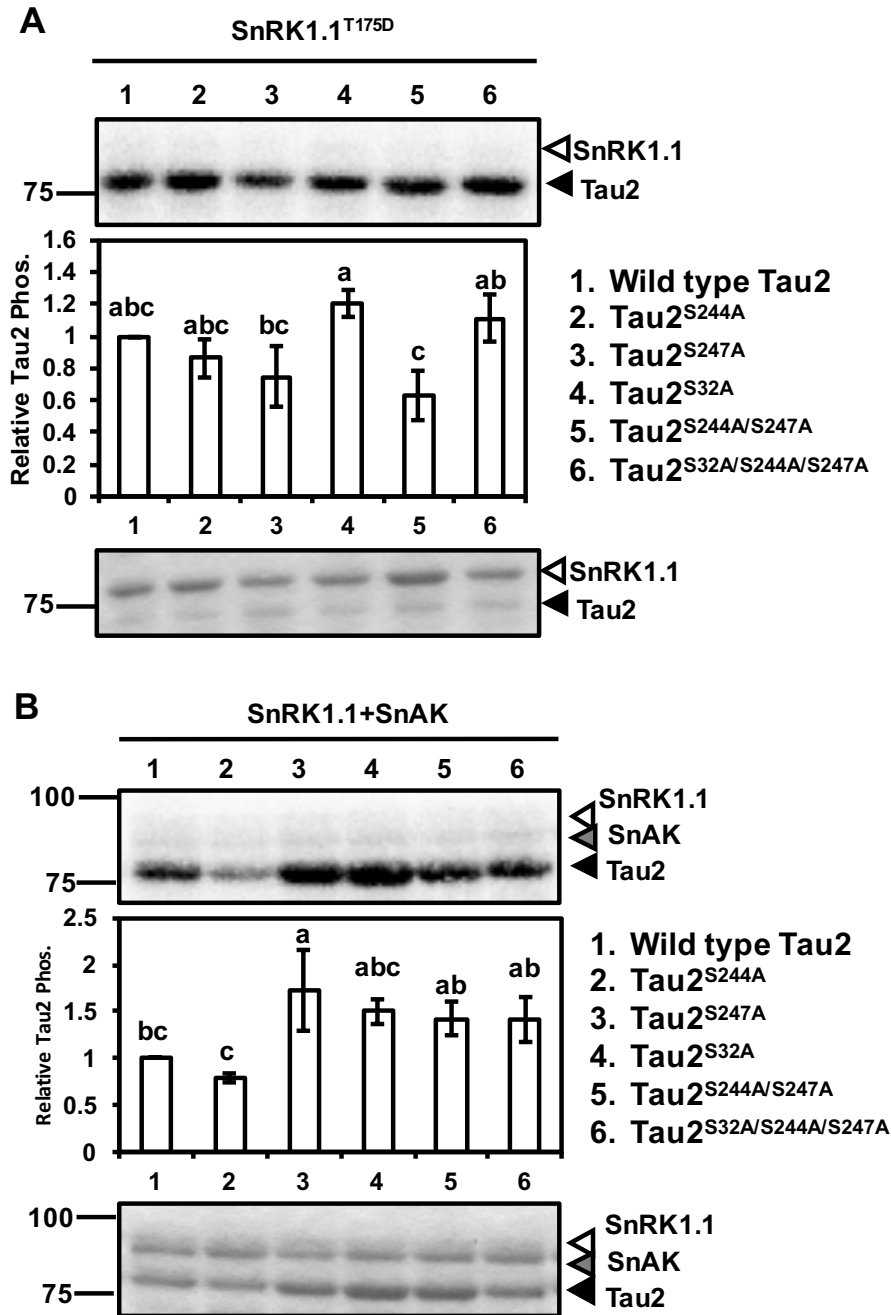 A
SnRK1.1T175D
1 2 3 4 5 6
SnRK1.1
75
Tau2
1.6
1.4
1.2
1
0.8
0.6
0.4
0.2
0
Relative Tau2 Phos.
abc abc bc a c ab
1 2 3 4 5 6
1. Wild type Tau2
2. Tau2S244A
3. Tau2S247A
4. Tau2S32A
5. Tau2S244A/S247A
6. Tau2S32A/S244A/S247A
SnRK1.1
75
Tau2
B
SnRK1.1+SnAK
1 2 3 4 5 6
100
SnRK1.1
SnAK
75
Tau2
2.5
2
1.5
1
0.5
0
Relative Tau2 Phos.
bc c a abc ab ab
1 2 3 4 5 6
1. Wild type Tau2
2. Tau2S244A
3. Tau2S247A
4. Tau2S32A
5. Tau2S244A/S247A
6. Tau2S32A/S244A/S247A
100
SnRK1.1
SnAK
75
Tau2